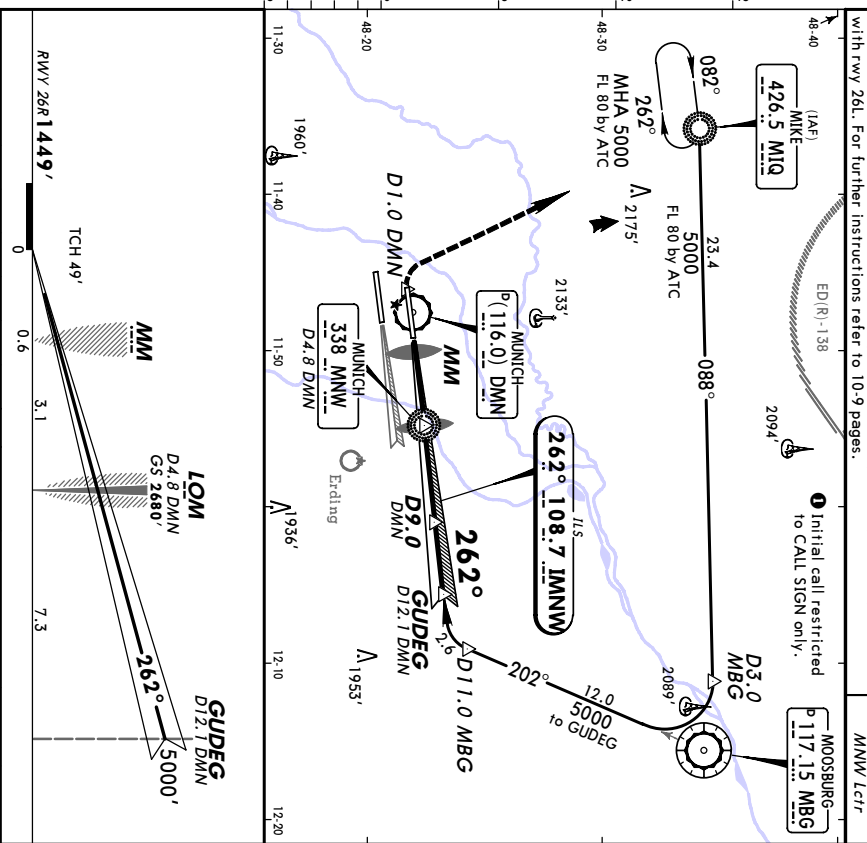 with rwy 26L. For further instructions refer to 10-9 pages.
MNW Lctr
48-40
48-30
48-20
11-30
11-40
11-50
12-10
12-20
(IAF)
MIKE
426.5 MIQ
082°
262°
MHA 5000
FL 80 by ATC
ED(R)-138
2094'
❶ Initial call restricted
to CALL SIGN only.
2175'
23.4
5000
FL 80 by ATC
088°
D3.0
MBG
2089'
MOOSBURG
D 117.15 MBG
1960'
D1.0 DMN
2133'
MUNICH
D (116.0) DMN
MM
MUNICH
338 MNW
D4.8 DMN
ILS
262° 108.7 IMNW
Erding
1936'
D9.0
DMN
262°
GUDEG
D12.1 DMN
2.6
D11.0 MBG
202°
12.0
5000
to GUDEG
1953'
RWY 26R 1449'
TCH 49'
MM
LOM
D4.8 DMN
GS 2680'
GUDEG
D12.1 DMN
262°
5000'
0
0.6
3.1
7.3